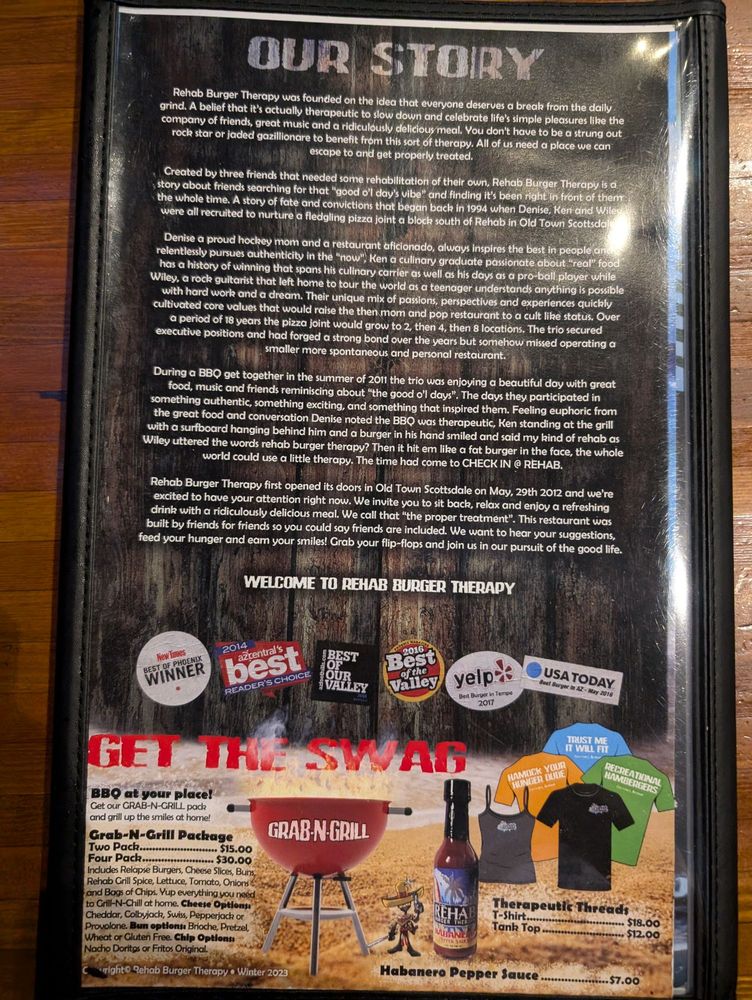 OUR STORY
Rehab Burger Therapy was founded on the idea that everyone deserves a break from the daily
grind. A belief that it's actually therapeutic to slow down and celebrate life's simple pleasures like the
company of friends, great music and a ridiculously delicious meal. You don't have to be a strung out
rock star or jaded gazillionare to benefit from this sort of therapy. All of us need a place we can
escape to and get properly treated.
Created by three friends that needed some rehabilitation of their own, Rehab Burger Therapy is a
story about friends searching for that "good o'l day's vibe" and finding it's been right in front of them
the whole time. A story of fate and convictions that began back in 1994 when Denise, Ken and Wiley
were all recruited to nurture a fledgling pizza joint a block south of Rehab in Old Town Scottsdale
Denise a proud hockey mom and a restaurant aficionado, always inspires the best in people and
relentlessly pursues authenticity in the "now", Ken a culinary graduate passionate about "real" food
has a history of winning that spans his culinary carrier as well as his days as a pro-ball player while
Wiley, a rock guitarist that left home to tour the world as a teenager understands anything is possible
with hard work and a dream. Their unique mix of passions, perspectives and experiences quickly
cultivated core values that would raise the then mom and pop restaurant to a cult like status. Over
a period of 18 years the pizza joint would grow to 2, then 4, then 8 locations. The trio secured
executive positions and had forged a strong bond over the years but somehow missed operating a
smaller more spontaneous and personal restaurant.
During a BBQ get together in the summer of 2011 the trio was enjoying a beautiful day with great
food, music and friends reminiscing about "the good o'l days". The days they participated in
something authentic, something exciting, and something that inspired them. Feeling euphoric from
the great food and conversation Denise noted the BBQ was therapeutic, Ken standing at the grill
with a surfboard hanging behind him and a burger in his hand smiled and said my kind of rehab as
Wiley uttered the words rehab burger therapy? Then it hit em like a fat burger in the face, the whole
world could use a little therapy. The time had come to CHECK IN @ REHAB.
Rehab Burger Therapy first opened its doors in Old Town Scottsdale on May, 29th 2012 and we're
excited to have your attention right now. We invite you to sit back, relax and enjoy a refreshing
drink with a ridiculously delicious meal. We call that "the proper treatment". This restaurant was
built by friends for friends so you could say friends are included. We want to hear your suggestions,
feed your hunger and earn your smiles! Grab your flip-flops and join us in our pursuit of the good life.
WELCOME TO REHAB BURGER THERAPY
New Times
BEST OF PHOENIX
WINNER
2014
azcentral's
best
READER'S CHOICE
BEST
OF
OUR
VALLEY
2016
Best
of the
Valley
yelp
Best Burger in Tempe
2017
USA TODAY
Best Burger in AZ - May 2018
GET THE SWAG
BBQ at your place!
Get our GRAB-N-GRILL pack
and grill up the smiles at home!
Grab-N-Grill Package
Two Pack.................. $15.00
Four Pack.................. $30.00
Includes Relapse Burgers, Cheese Slices, Buns,
Rehab Grill Spice, Lettuce, Tomato, Onions
and Bags of Chips. Yup everything you need
to Grill-N-Chill at home. Cheese Options:
Cheddar, Colbyjack, Swiss, Pepperjack or
Provolone. Bun options: Brioche, Pretzel,
Wheat or Gluten Free. Chip Options:
Nacho Doritos or Fritos Original.
Copyright© Rehab Burger Therapy • Winter 2023
GRAB-N-GRILL
REHAB
HABANERO
PEPPER SAUCE
TRUST ME
IT WILL FIT
HAMMOCK YOUR
HUNGER DUDE
RECREATIONAL
HAMBERGERS
Therapeutic Threads
T-Shirt.......................... $18.00
Tank Top ...................... $12.00
Habanero Pepper Sauce ....................$7.00